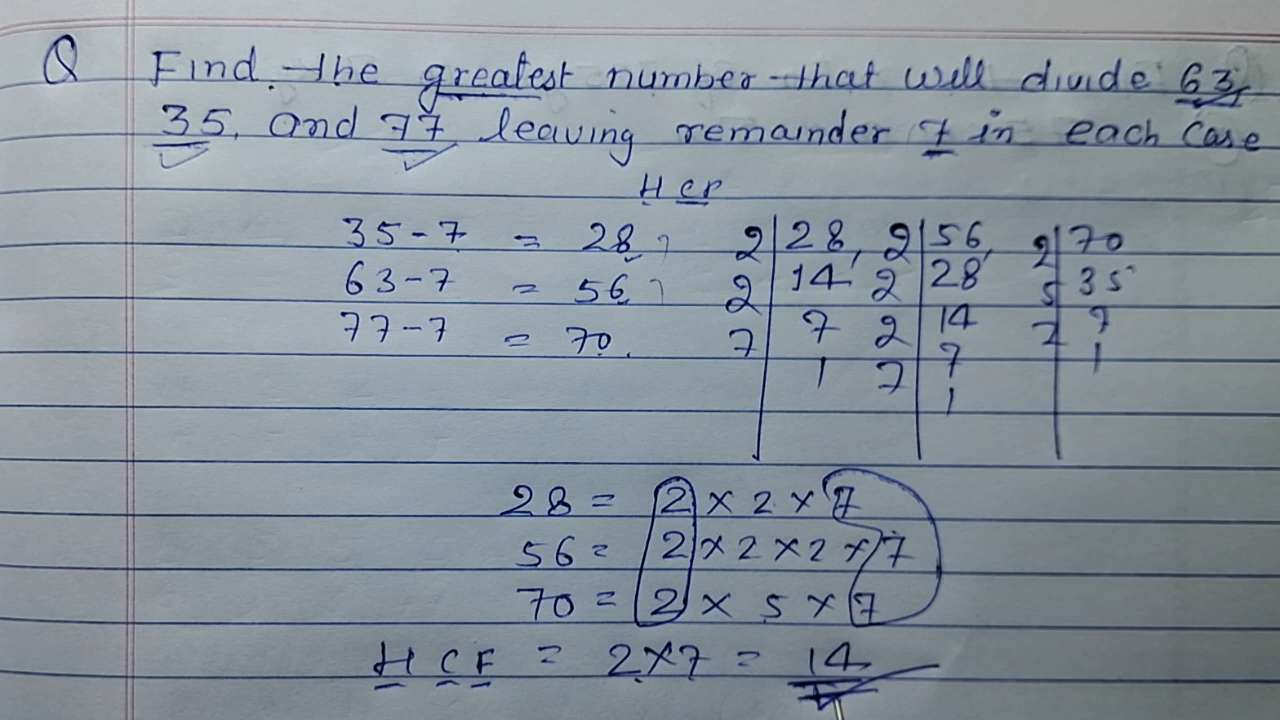 Q Find the greatest number that will divide 63,
35, and 77 leaving remainder 7 in each case
HCF
35-7 = 28, 2 | 28, 2 | 56, 2 | 70
63-7 = 56, 2 | 14 2 | 28 5 | 35
77-7 = 70. 7 | 7 2 | 14 7 | 7
1 7 | 7 1
1
28 = 2 × 2 × 7
56 = 2 × 2 × 2 × 7
70 = 2 × 5 × 7
HCF = 2×7 = 14